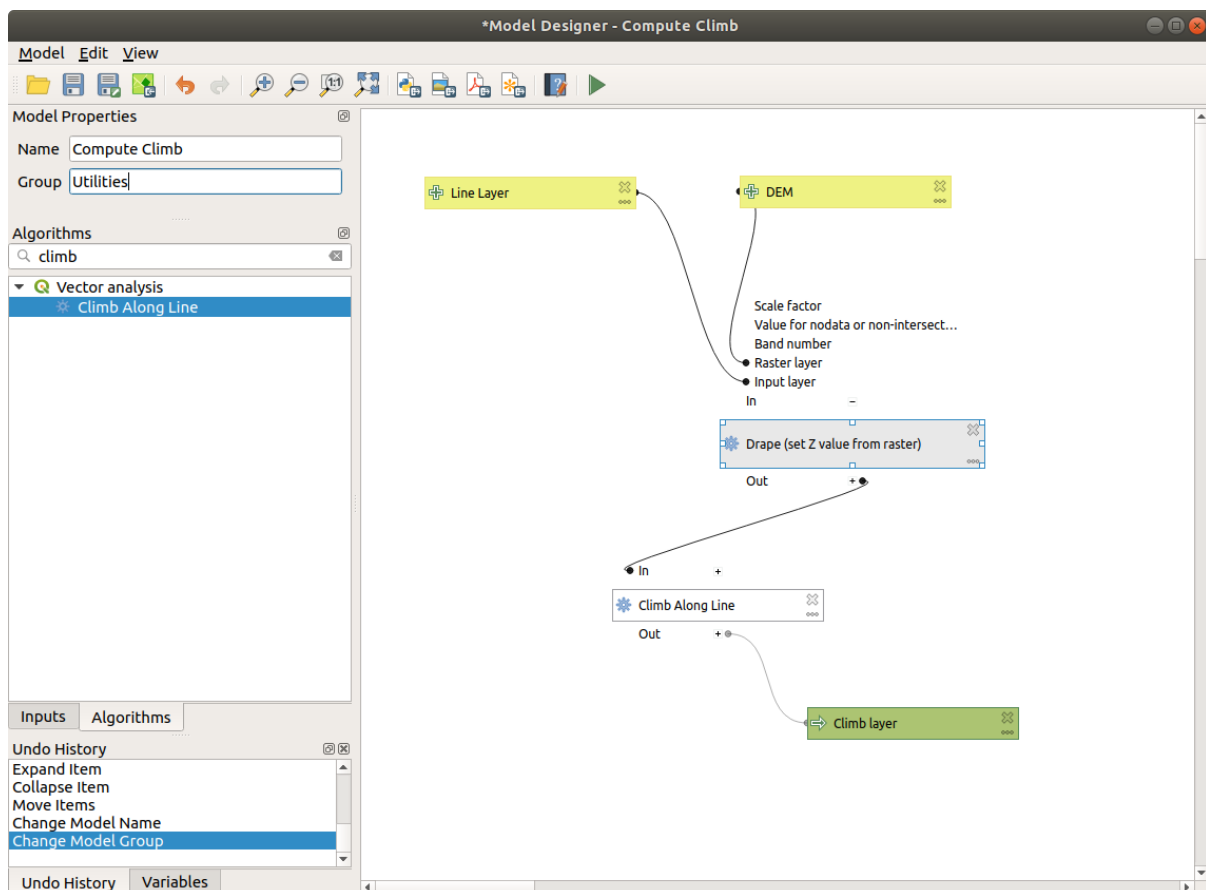 *Model Designer - Compute Climb
Model Edit View
1:1
Model Properties
Name Compute Climb
Group Utilities
Algorithms
climb
Vector analysis
Climb Along Line
Inputs Algorithms
Undo History
Expand Item
Collapse Item
Move Items
Change Model Name
Change Model Group
Undo History Variables
Line Layer
DEM
Scale factor
Value for nodata or non-intersect...
Band number
Raster layer
Input layer
In -
Drape (set Z value from raster)
Out +
In +
Climb Along Line
Out +
Climb layer